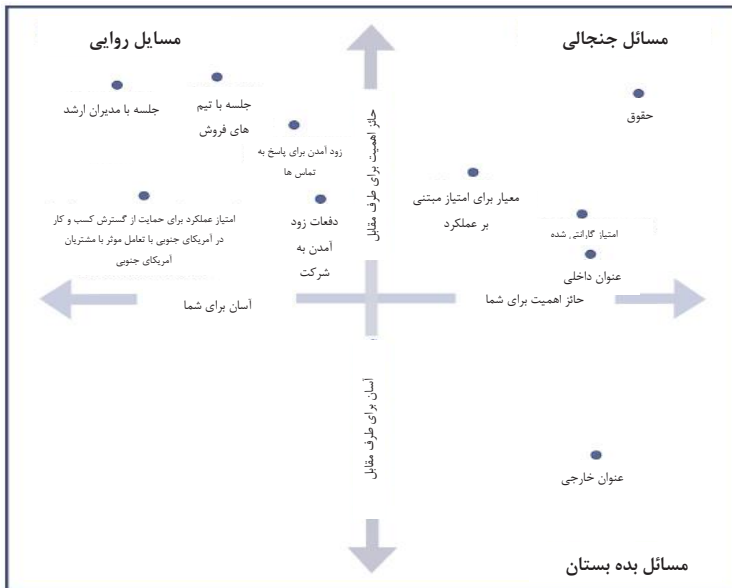 مسائل جنجالی
مسایل روایی
حقوق
معیار برای امتیاز مبتنی
بر عملکرد
امتیاز گارانتی شده
عنوان داخلی
حائز اهمیت برای شما
حائز اهمیت برای طرف مقابل
جلسه با تیم
های فروش
جلسه با مدیران ارشد
زود آمدن برای پاسخ به
تماس ها
دفعات زود
آمدن به
شرکت
امتیاز عملکرد برای حمایت از گسترش کسب و کار
در آمریکای جنوبی با تعامل موثر با مشتریان
آمریکای جنوبی
آسان برای شما
آسان برای طرف مقابل
عنوان خارجی
مسائل بده بستان